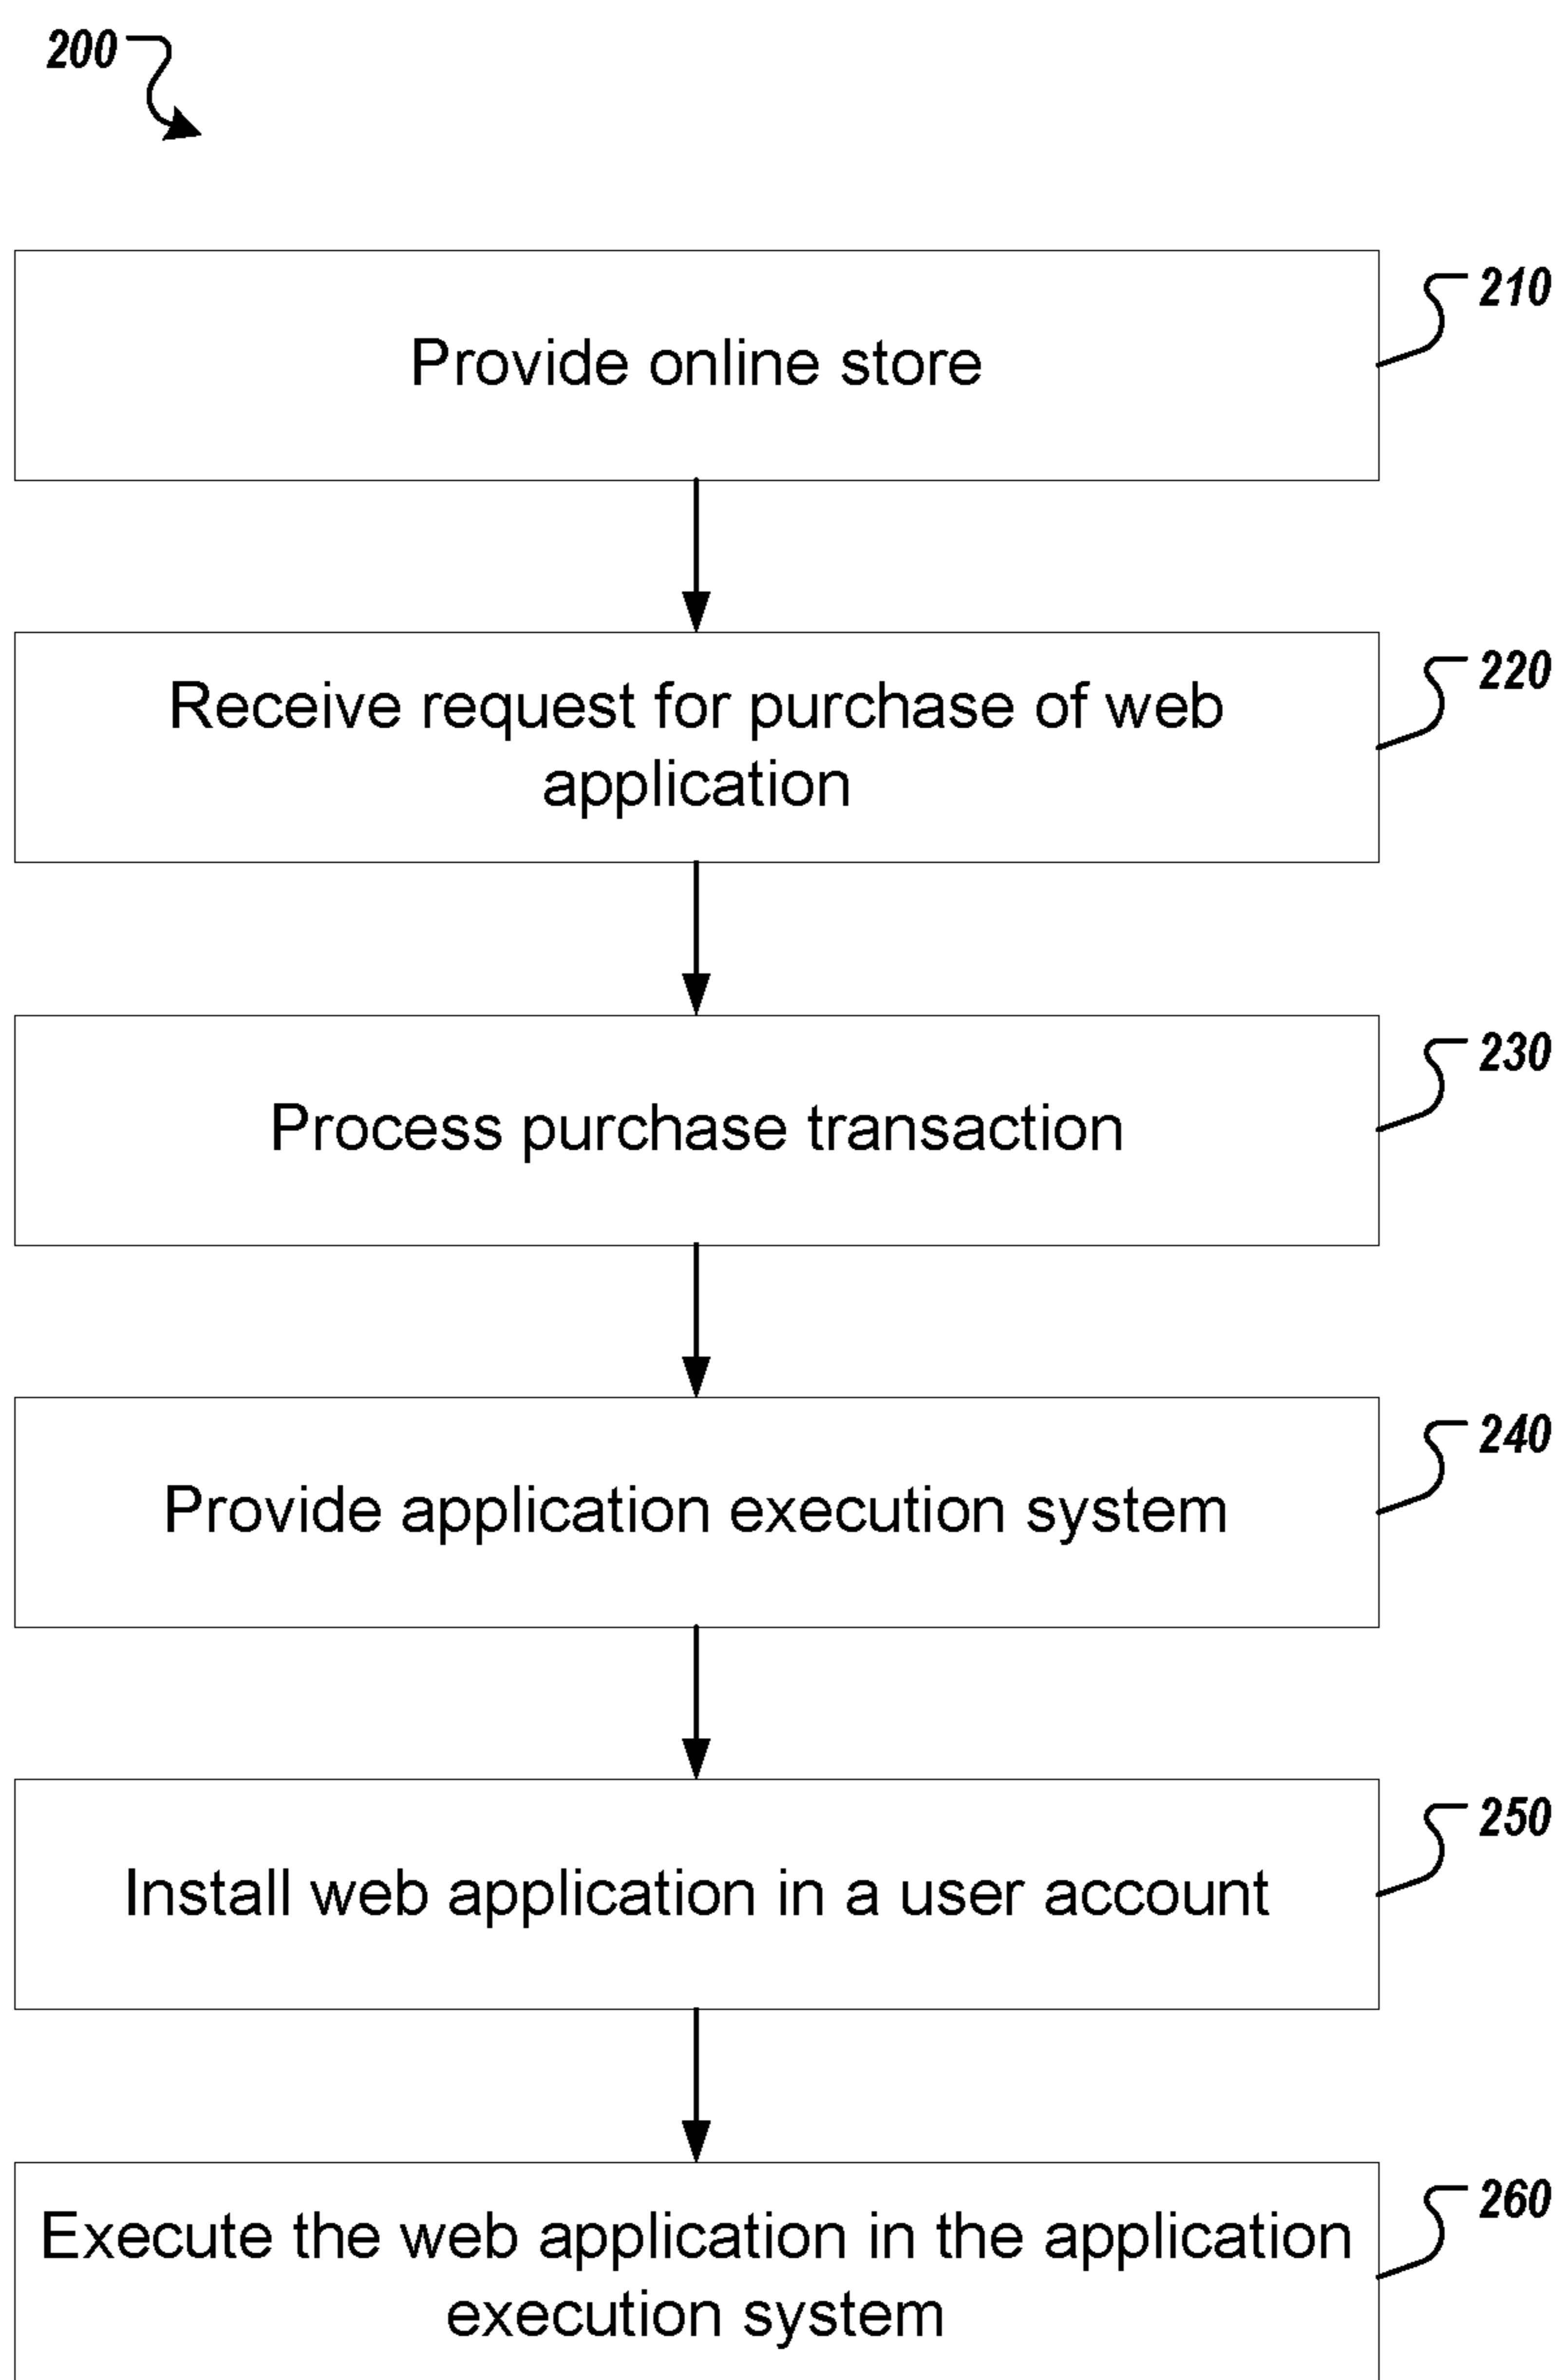 200
Provide online store
210
Receive request for purchase of web
application
220
Process purchase transaction
230
Provide application execution system
240
Install web application in a user account
250
Execute the web application in the application
execution system
260